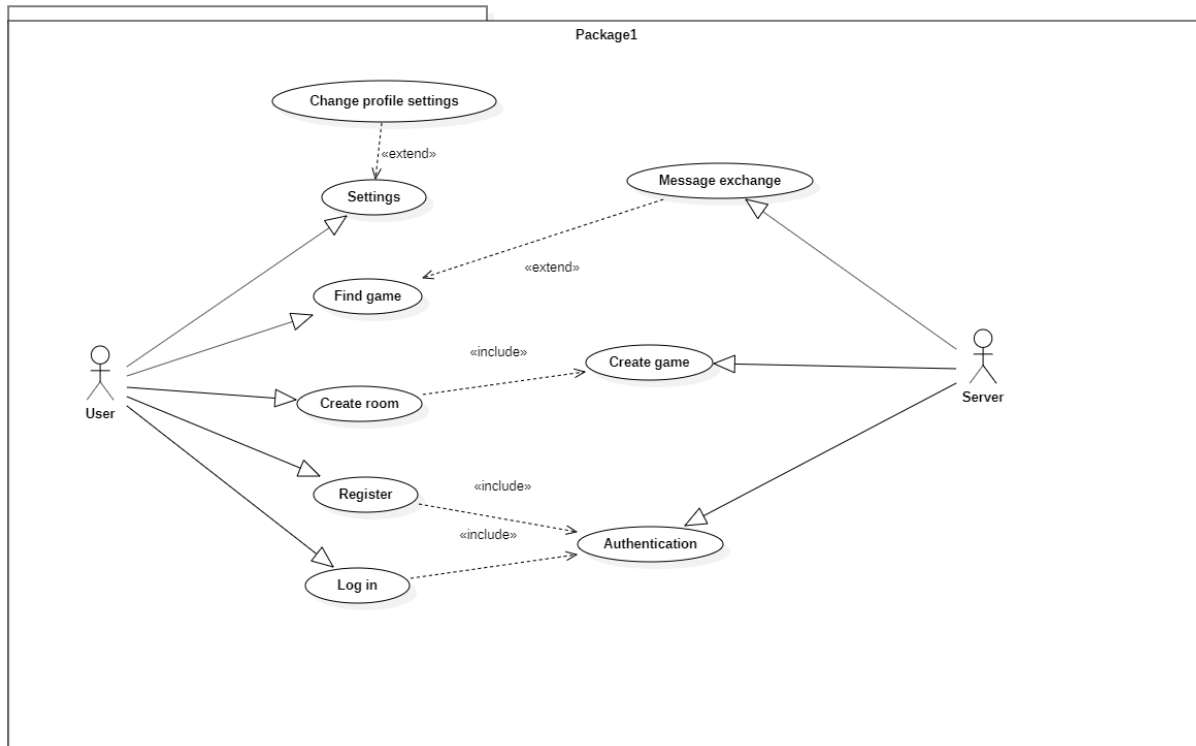 Package1
Change profile settings
«extend»
Message exchange
Settings
«extend»
Find game
«include»
Create game
User
Create room
Server
«include»
Register
«include»
Authentication
Log in